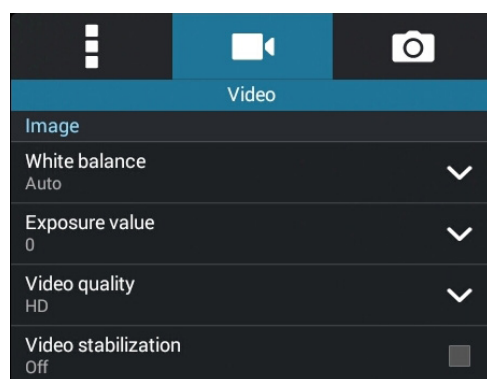 Video
Image
White balance
Auto
Exposure value
0
Video quality
HD
Video stabilization
Off